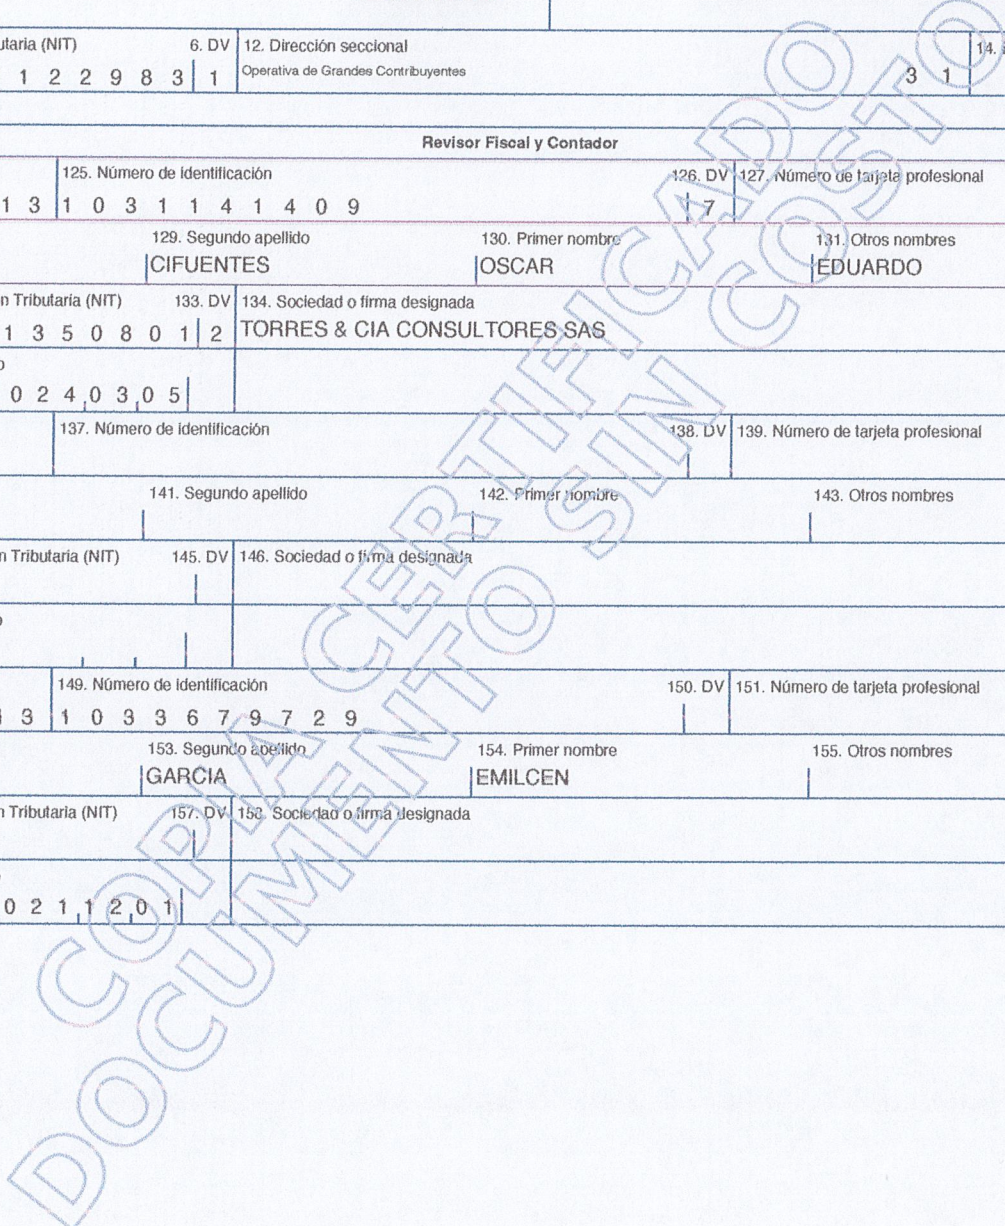 utaria (NIT) 6. DV 12. Dirección seccional 14.
1 2 2 9 8 3 1 Operativa de Grandes Contribuyentes 3 1
Revisor Fiscal y Contador
125. Número de identificación 126. DV 127. Número de tarjeta profesional
1 3 1 0 3 1 1 4 1 4 0 9 7
129. Segundo apellido 130. Primer nombre 131. Otros nombres
CIFUENTES OSCAR EDUARDO
n Tributaria (NIT) 133. DV 134. Sociedad o firma designada
1 3 5 0 8 0 1 2 TORRES & CIA CONSULTORES SAS
0 2 4 0 3 0 5
137. Número de identificación 138. DV 139. Número de tarjeta profesional
141. Segundo apellido 142. Primer nombre 143. Otros nombres
n Tributaria (NIT) 145. DV 146. Sociedad o firma designada
149. Número de identificación 150. DV 151. Número de tarjeta profesional
3 1 0 3 3 6 7 9 7 2 9
153. Segundo apellido 154. Primer nombre 155. Otros nombres
GARCIA EMILCEN
n Tributaria (NIT) 157. DV 158. Sociedad o firma designada
0 2 1 1 2 0 1
COPIA CERTIFICADO
DOCUMENTO SIN COSTO